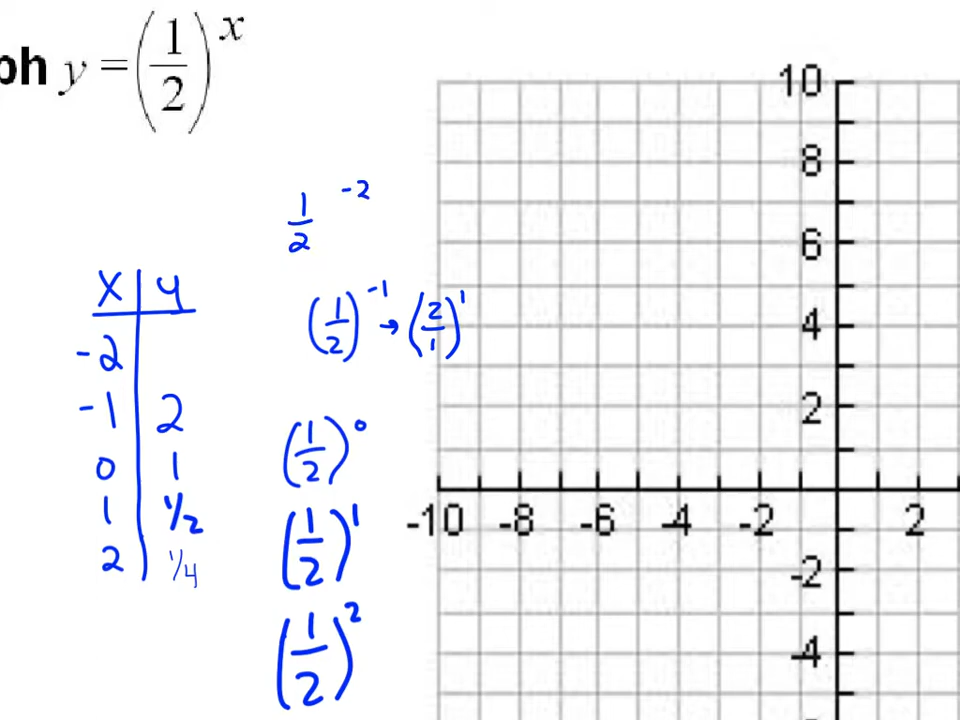 ph y = (1/2)^x
1/2 ^-2
(1/2)^-1 → (2/1)^1
(1/2)^0
(1/2)^1
(1/2)^2
x | y
-2 |
-1 | 2
0 | 1
1 | 1/2
2 | 1/4
10
8
6
4
2
-10 -8 -6 -4 -2 2
-2
-4